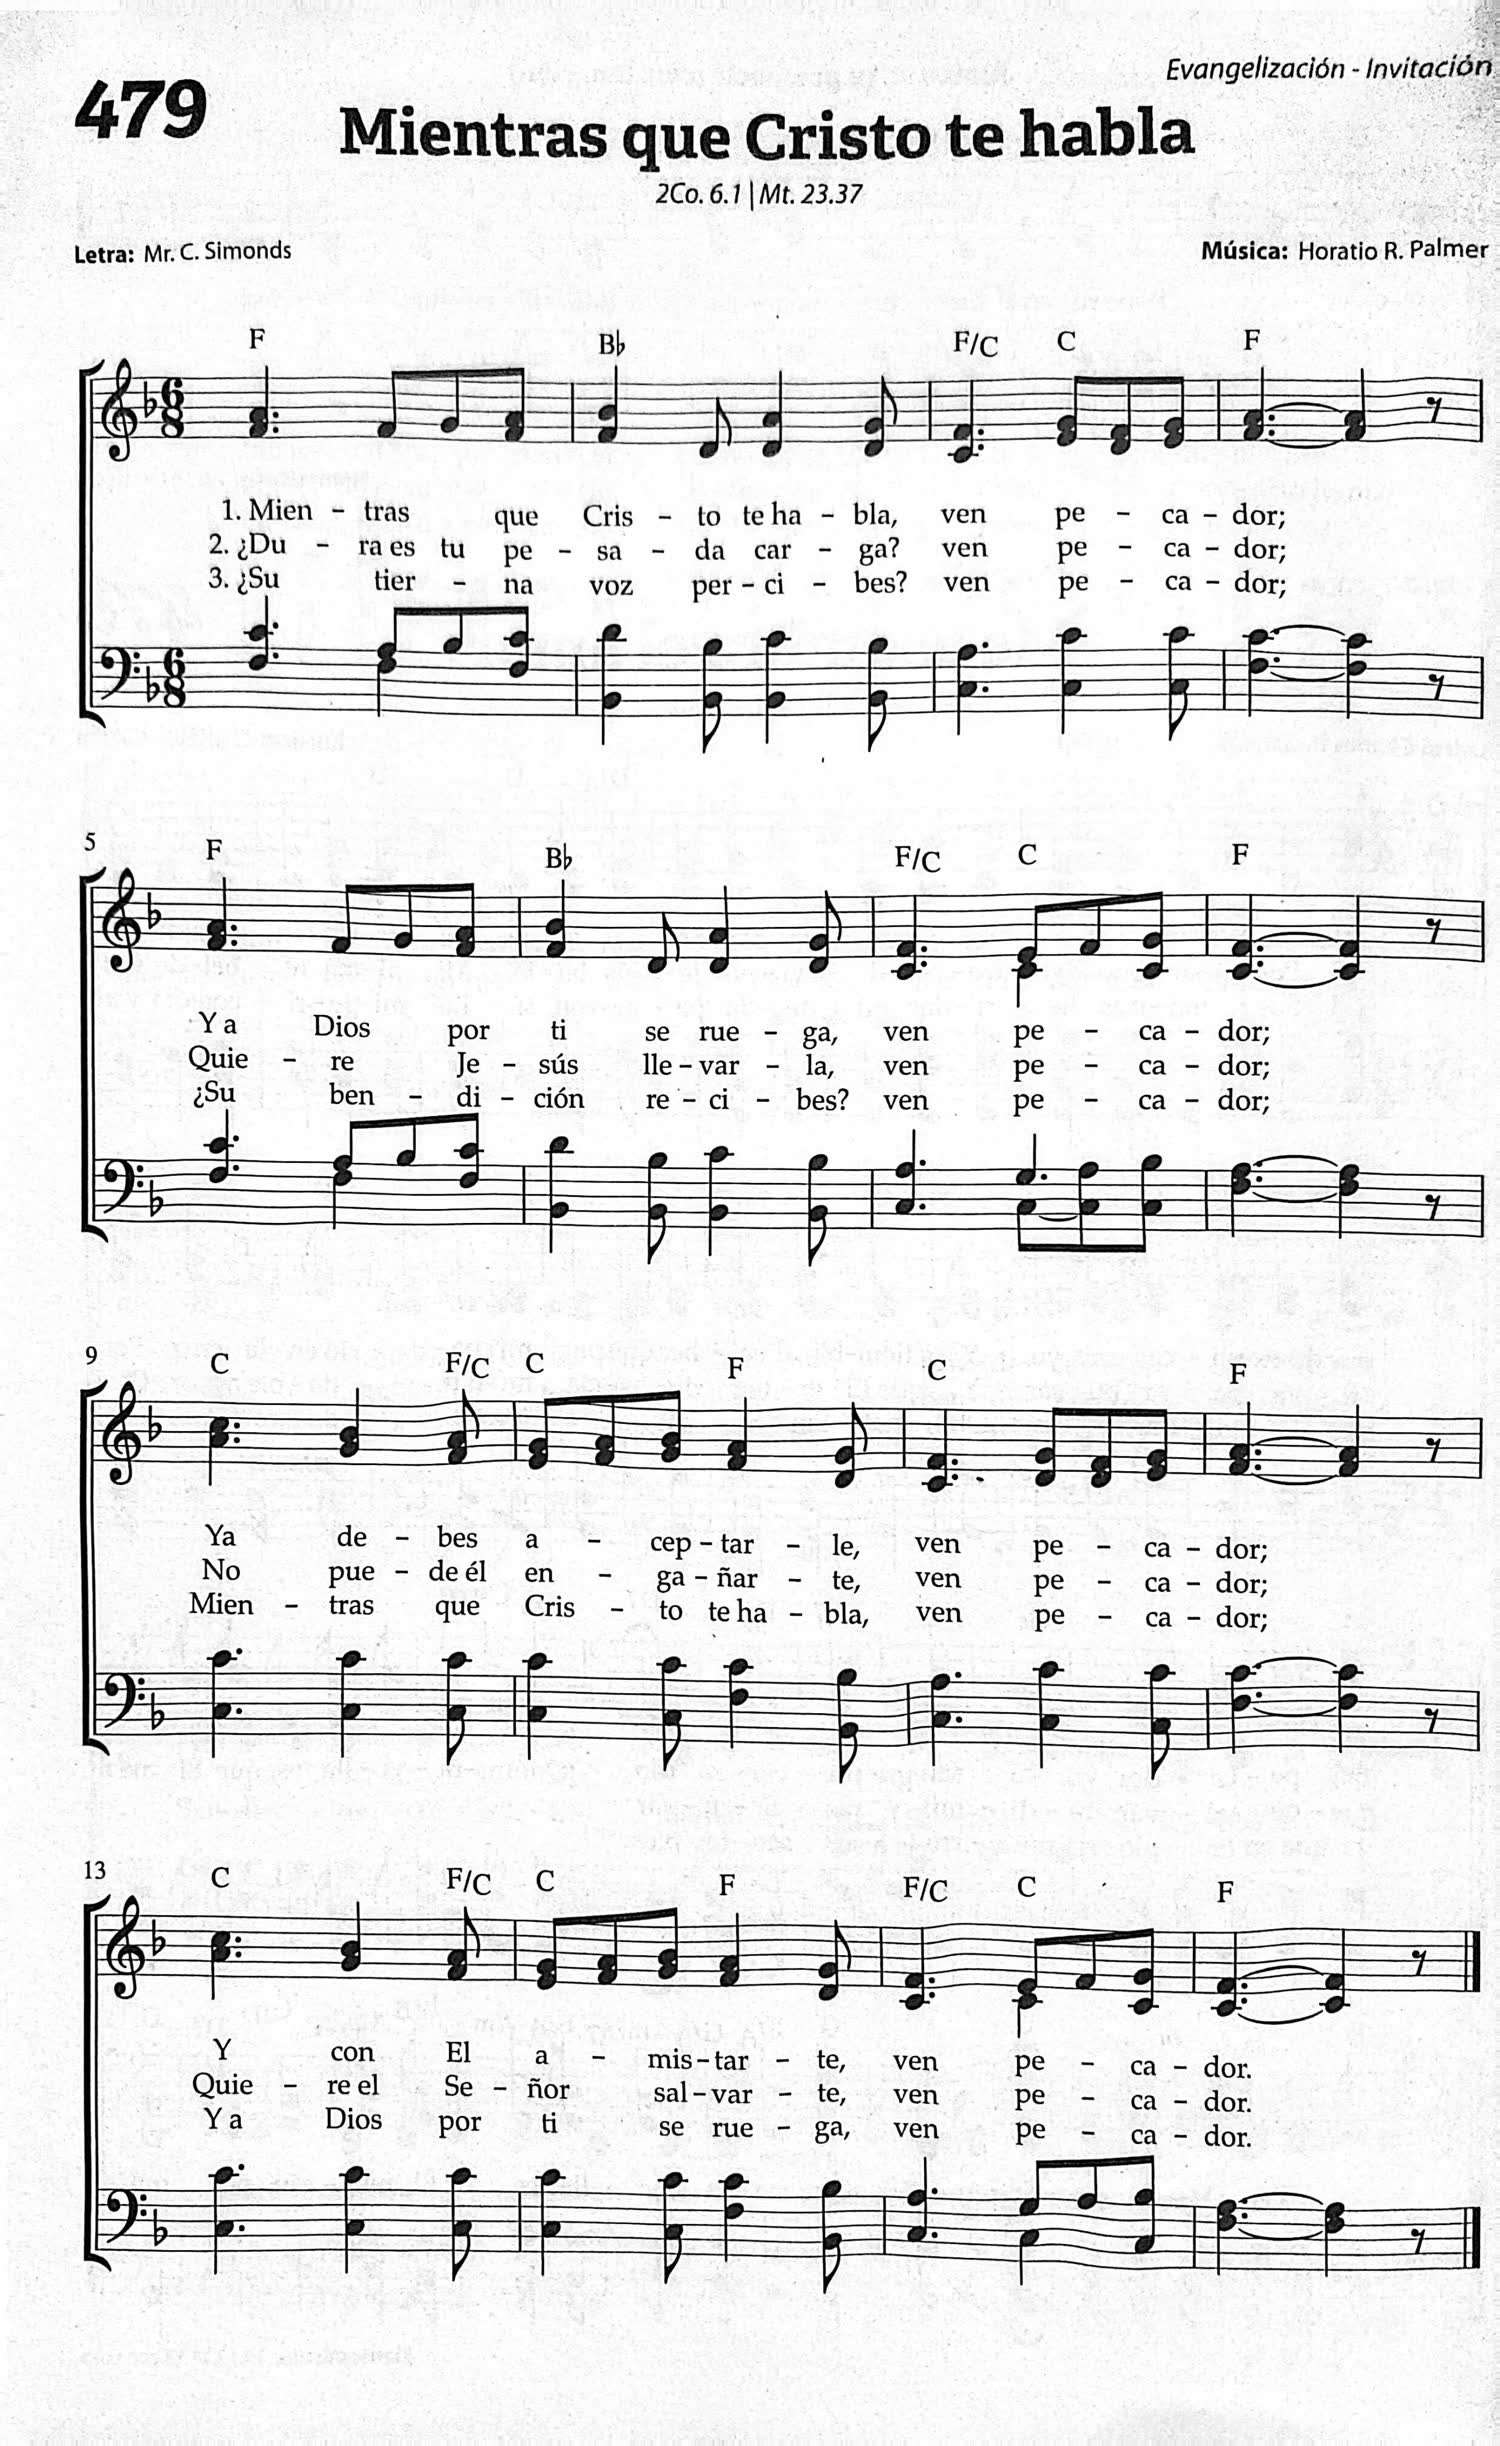 Evangelización - Invitación
479
Mientras que Cristo te habla
2Co. 6.1 | Mt. 23.37
Letra: Mr. C. Simonds
Música: Horatio R. Palmer
F B♭ F/C C F
6 8
1. Mien - tras que Cris - to te ha - bla, ven pe - ca - dor;
2. ¿Du - ra es tu pe - sa - da car - ga? ven pe - ca - dor;
3. ¿Su tier - na voz per - ci - bes? ven pe - ca - dor;
6 8
5
F B♭ F/C C F
Y a Dios por ti se rue - ga, ven pe - ca - dor;
Quie - re Je - sús lle - var - la, ven pe - ca - dor;
¿Su ben - di - ción re - ci - bes? ven pe - ca - dor;
9
C F/C C F C F
Ya de - bes a - cep - tar - le, ven pe - ca - dor;
No pue - de él en - ga - ñar - te, ven pe - ca - dor;
Mien - tras que Cris - to te ha - bla, ven pe - ca - dor;
13
C F/C C F F/C C F
Y con El a - mis - tar - te, ven pe - ca - dor.
Quie - re el Se - ñor sal - var - te, ven pe - ca - dor.
Y a Dios por ti se rue - ga, ven pe - ca - dor.